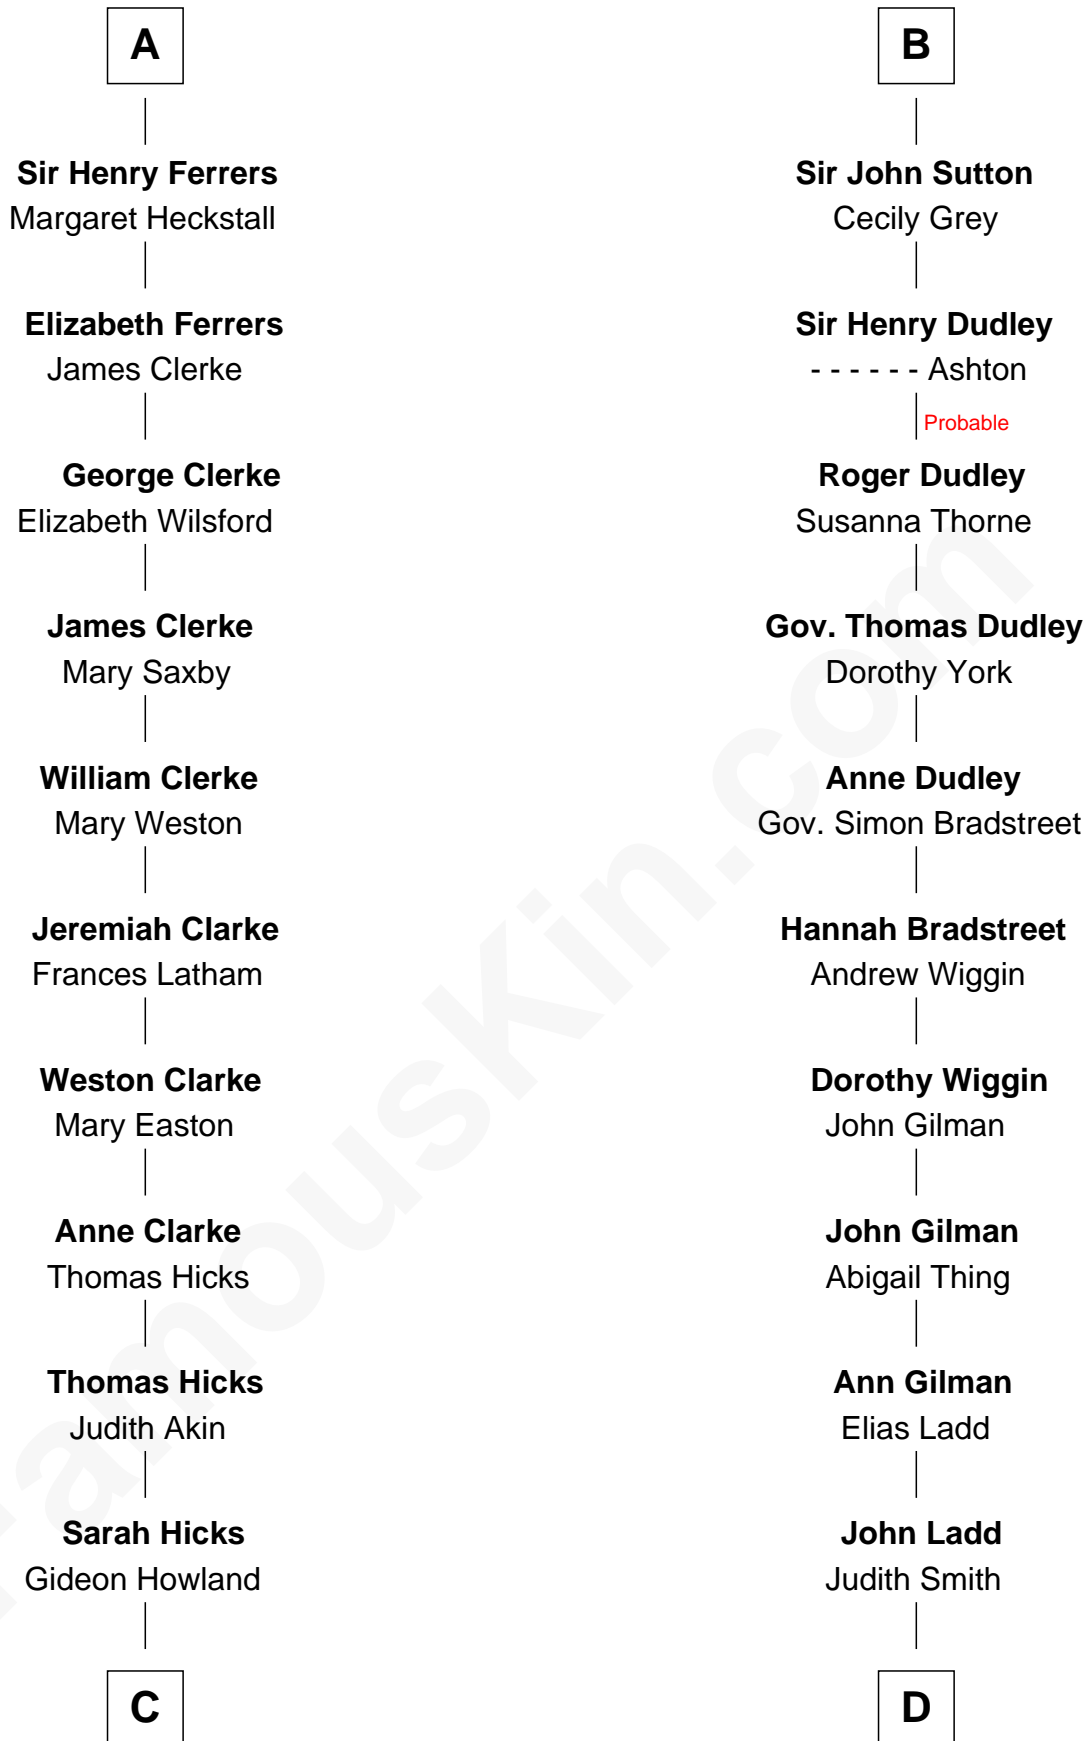 A
Sir Henry Ferrers
Margaret Heckstall
Elizabeth Ferrers
James Clerke
George Clerke
Elizabeth Wilsford
James Clerke
Mary Saxby
William Clerke
Mary Weston
Jeremiah Clarke
Frances Latham
Weston Clarke
Mary Easton
Anne Clarke
Thomas Hicks
Thomas Hicks
Judith Akin
Sarah Hicks
Gideon Howland
C
B
Sir John Sutton
Cecily Grey
Sir Henry Dudley
- - - - - - Ashton
Probable
Roger Dudley
Susanna Thorne
Gov. Thomas Dudley
Dorothy York
Anne Dudley
Gov. Simon Bradstreet
Hannah Bradstreet
Andrew Wiggin
Dorothy Wiggin
John Gilman
John Gilman
Abigail Thing
Ann Gilman
Elias Ladd
John Ladd
Judith Smith
D
FamousKin.com